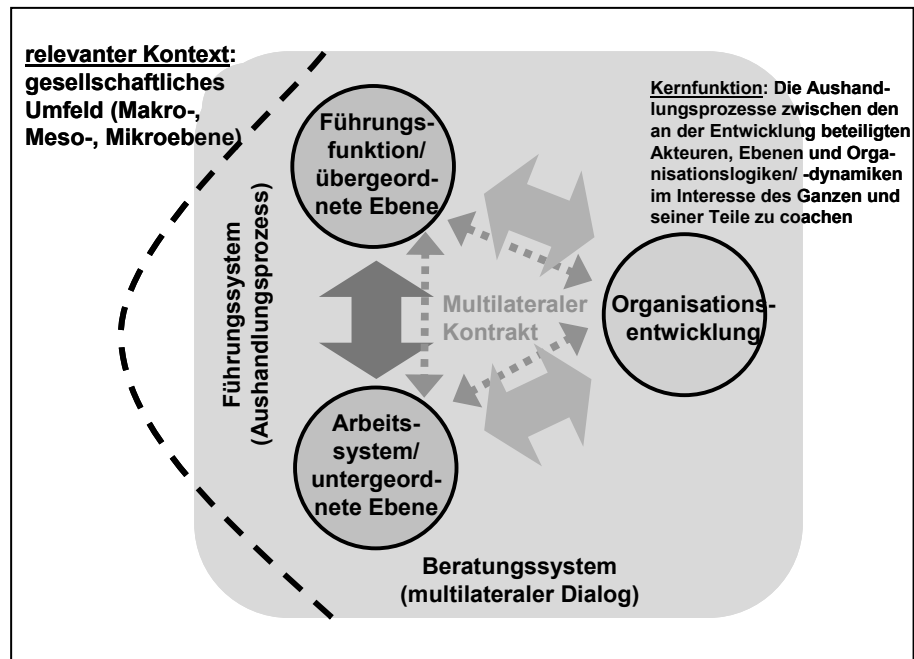 relevanter Kontext:
gesellschaftliches
Umfeld (Makro-,
Meso-, Mikroebene)
Kernfunktion: Die Aushand-
lungsprozesse zwischen den
an der Entwicklung beteiligten
Akteuren, Ebenen und Orga-
nisationslogiken/ -dynamiken
im Interesse des Ganzen und
seiner Teile zu coachen
Führungs-
funktion/
übergeord-
nete Ebene
Führungssystem
(Aushandlungsprozess)
Multilateraler
Kontrakt
Organisations-
entwicklung
Arbeits-
system/
untergeord-
nete Ebene
Beratungssystem
(multilateraler Dialog)